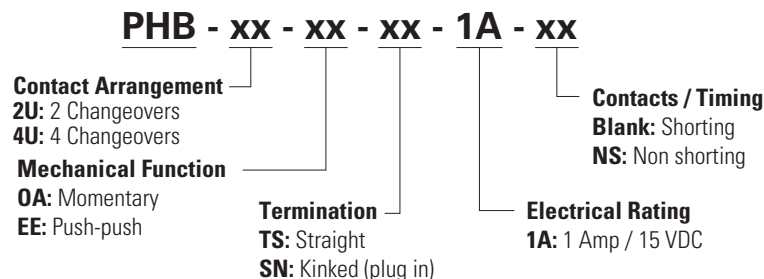 PHB - xx - xx - xx - 1A - xx
Contact Arrangement
2U: 2 Changeovers
4U: 4 Changeovers
Mechanical Function
OA: Momentary
EE: Push-push
Termination
TS: Straight
SN: Kinked (plug in)
Electrical Rating
1A: 1 Amp / 15 VDC
Contacts / Timing
Blank: Shorting
NS: Non shorting